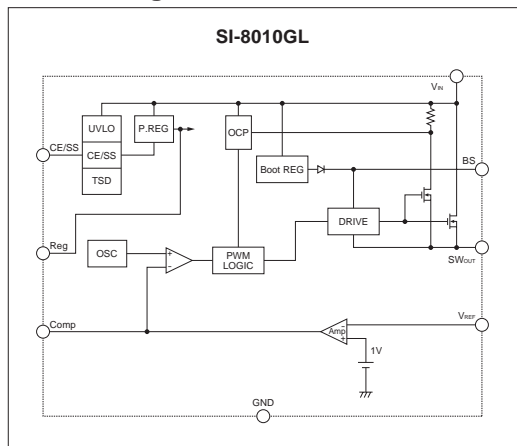 SI-8010GL
VIN
UVLO
P.REG
OCP
CE/SS
CE/SS
BS
Boot REG
TSD
DRIVE
Reg
OSC
+
-
PWM
LOGIC
SWOUT
Comp
Amp
-
+
VREF
1V
GND